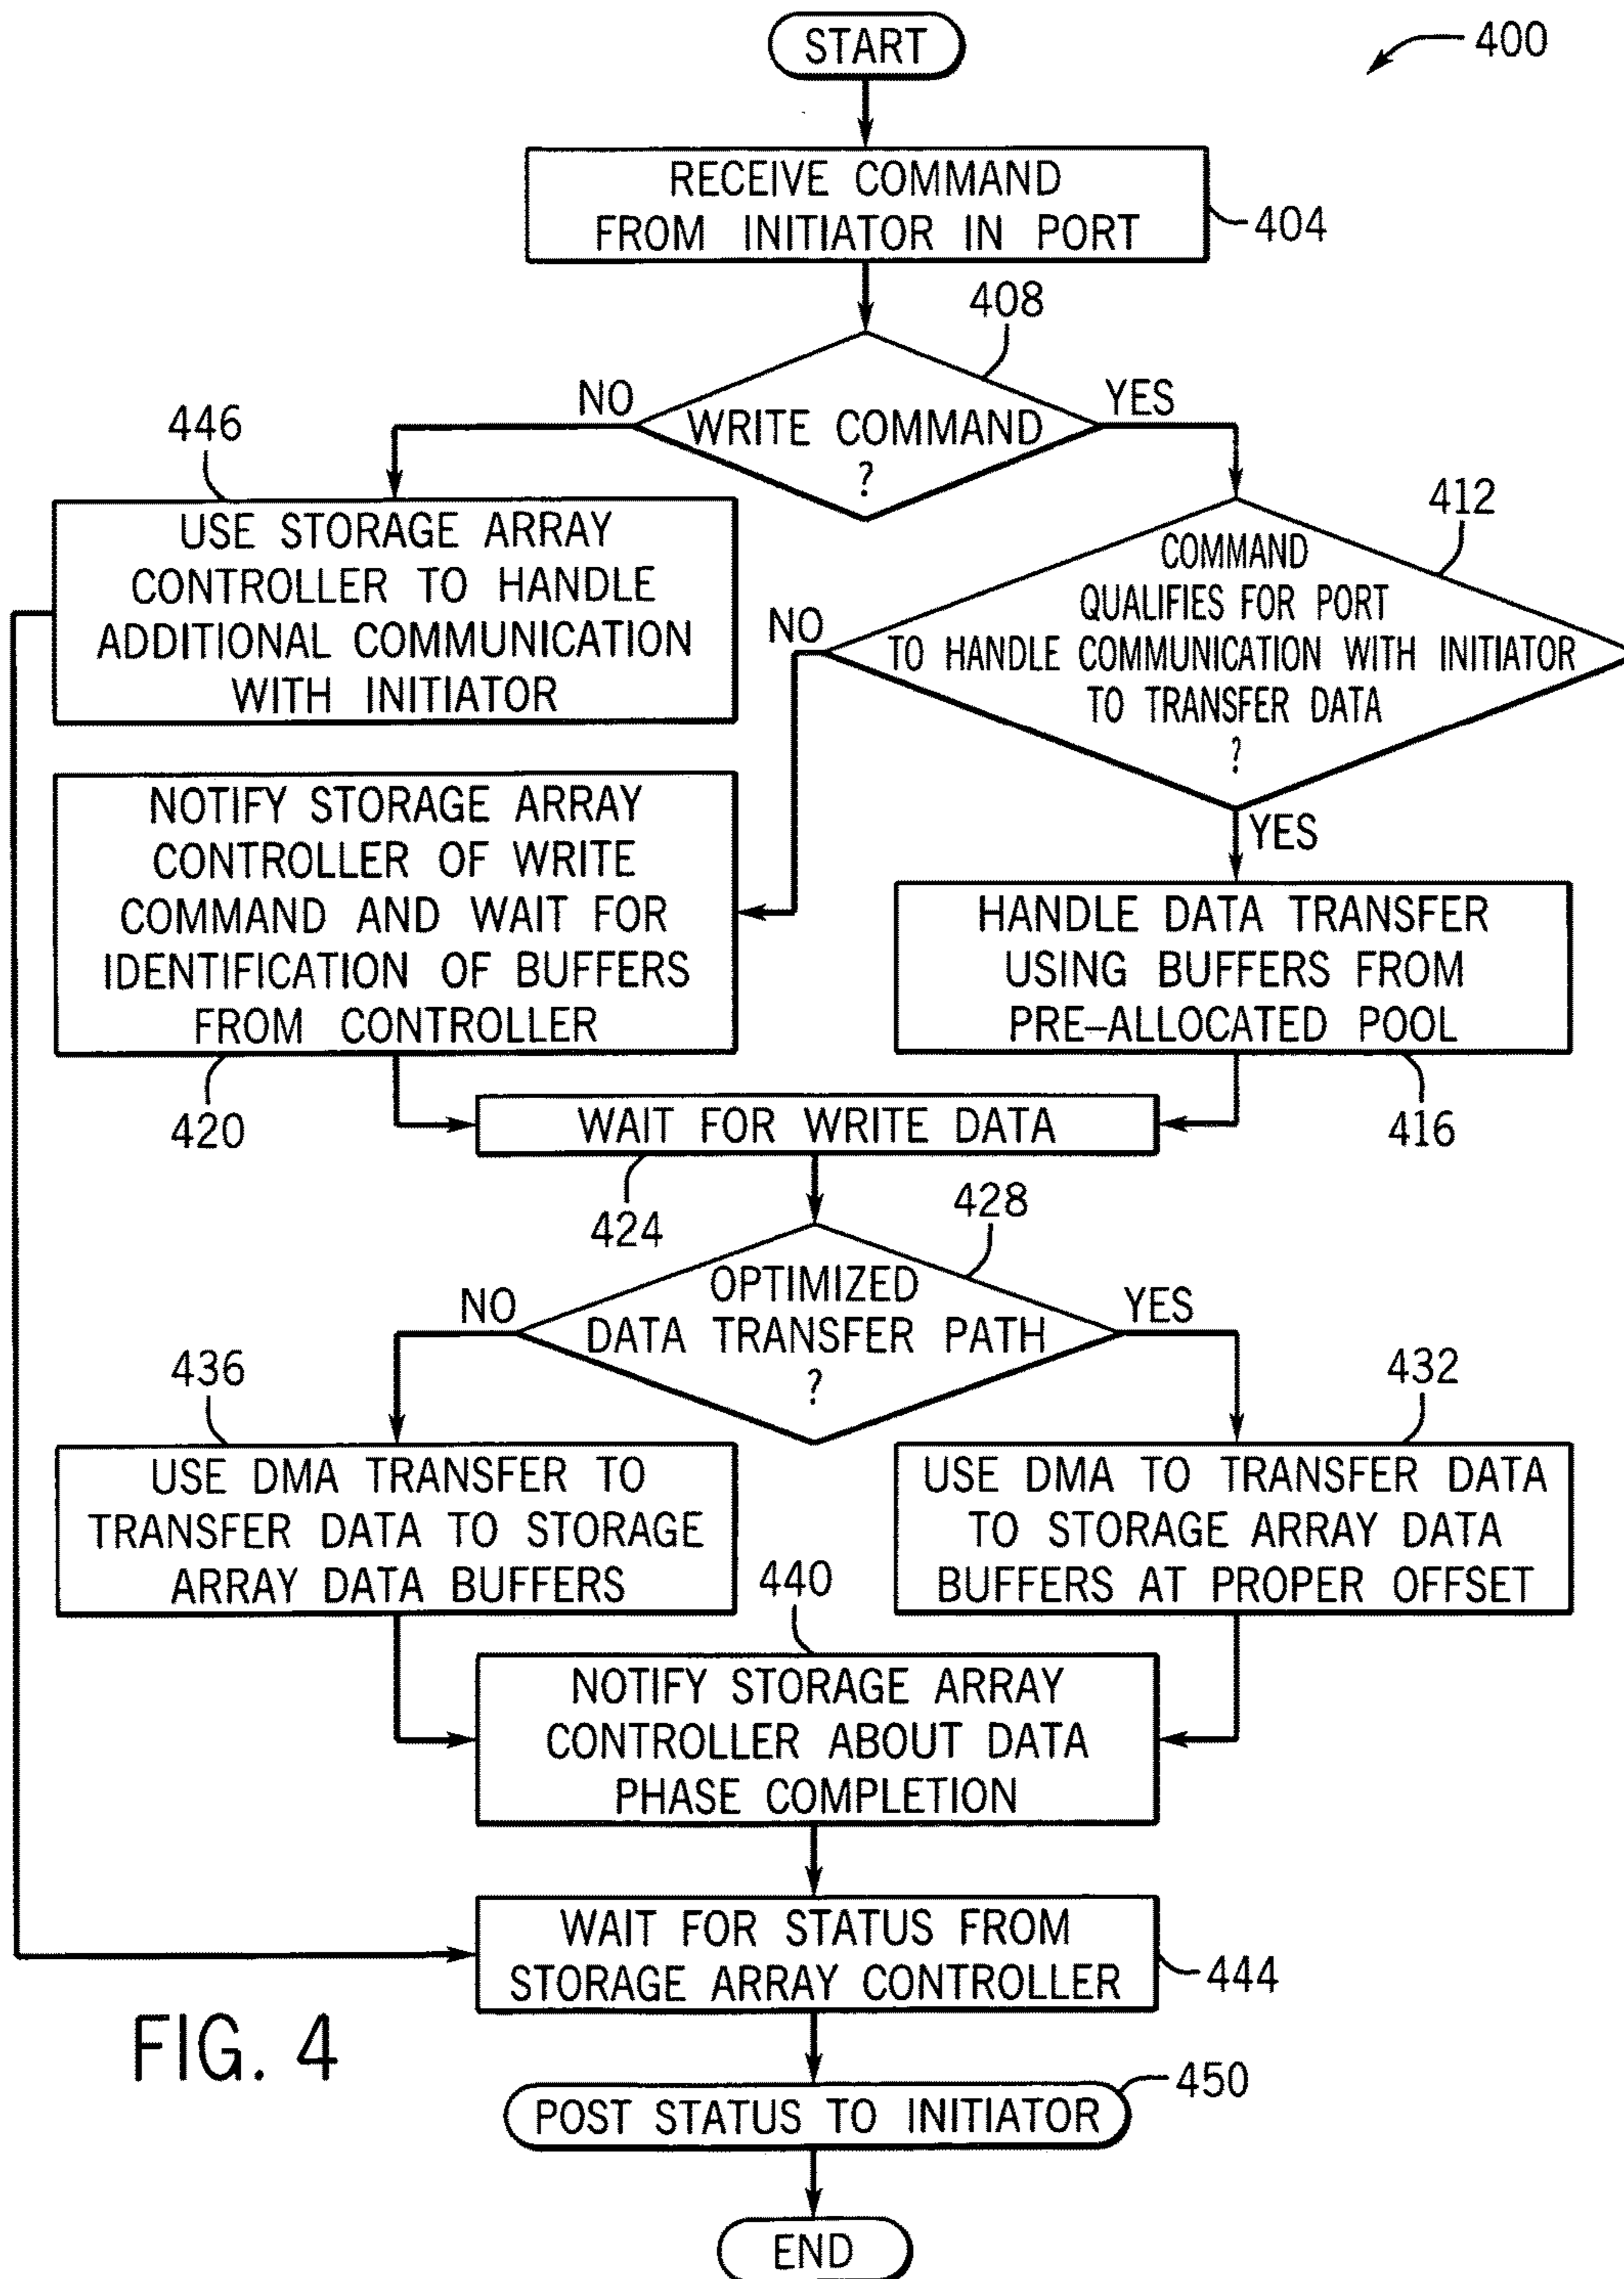 START
400
RECEIVE COMMAND
FROM INITIATOR IN PORT
404
408
NO
WRITE COMMAND
?
YES
446
USE STORAGE ARRAY
CONTROLLER TO HANDLE
ADDITIONAL COMMUNICATION
WITH INITIATOR
412
COMMAND
QUALIFIES FOR PORT
TO HANDLE COMMUNICATION WITH INITIATOR
TO TRANSFER DATA
?
NO
YES
NOTIFY STORAGE ARRAY
CONTROLLER OF WRITE
COMMAND AND WAIT FOR
IDENTIFICATION OF BUFFERS
FROM CONTROLLER
420
HANDLE DATA TRANSFER
USING BUFFERS FROM
PRE-ALLOCATED POOL
416
WAIT FOR WRITE DATA
424
428
NO
OPTIMIZED
DATA TRANSFER PATH
?
YES
436
USE DMA TRANSFER TO
TRANSFER DATA TO STORAGE
ARRAY DATA BUFFERS
432
USE DMA TO TRANSFER DATA
TO STORAGE ARRAY DATA
BUFFERS AT PROPER OFFSET
440
NOTIFY STORAGE ARRAY
CONTROLLER ABOUT DATA
PHASE COMPLETION
WAIT FOR STATUS FROM
STORAGE ARRAY CONTROLLER
444
FIG. 4
POST STATUS TO INITIATOR
450
END